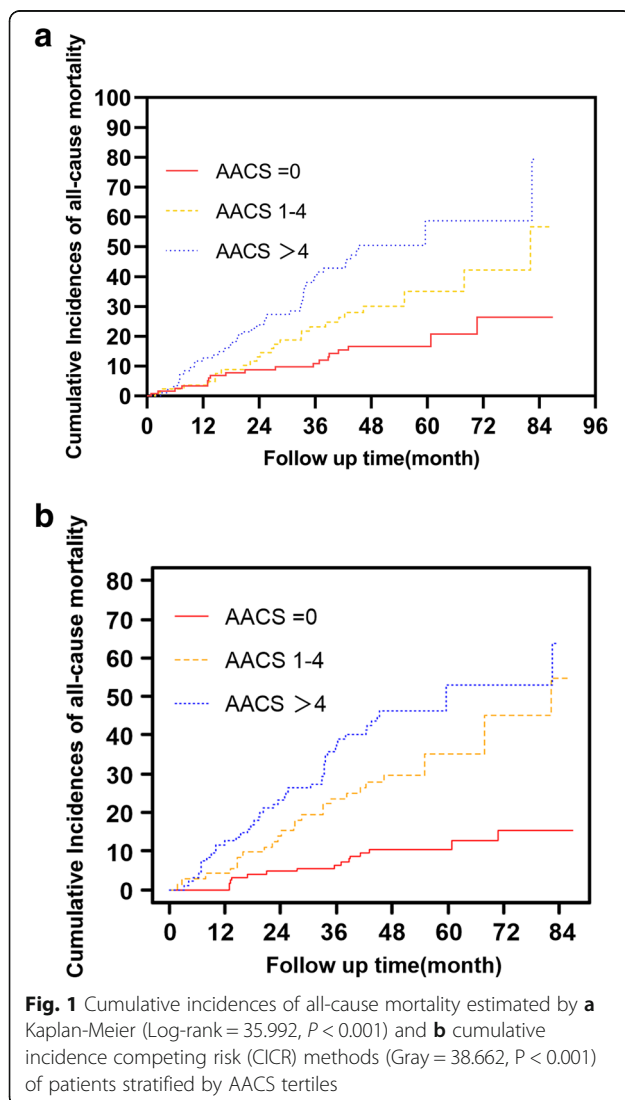 a
Cumulative Incidences of all-cause mortality
100
90
80
70
60
50
40
30
20
10
0
AACS =0
AACS 1-4
AACS ＞4
0 12 24 36 48 60 72 84 96
Follow up time(month)
b
Cumulative Incidences of all-cause mortality
80
70
60
50
40
30
20
10
0
AACS =0
AACS 1-4
AACS ＞4
0 12 24 36 48 60 72 84
Follow up time(month)
Fig. 1 Cumulative incidences of all-cause mortality estimated by a
Kaplan-Meier (Log-rank = 35.992, P < 0.001) and b cumulative
incidence competing risk (CICR) methods (Gray = 38.662, P < 0.001)
of patients stratified by AACS tertiles